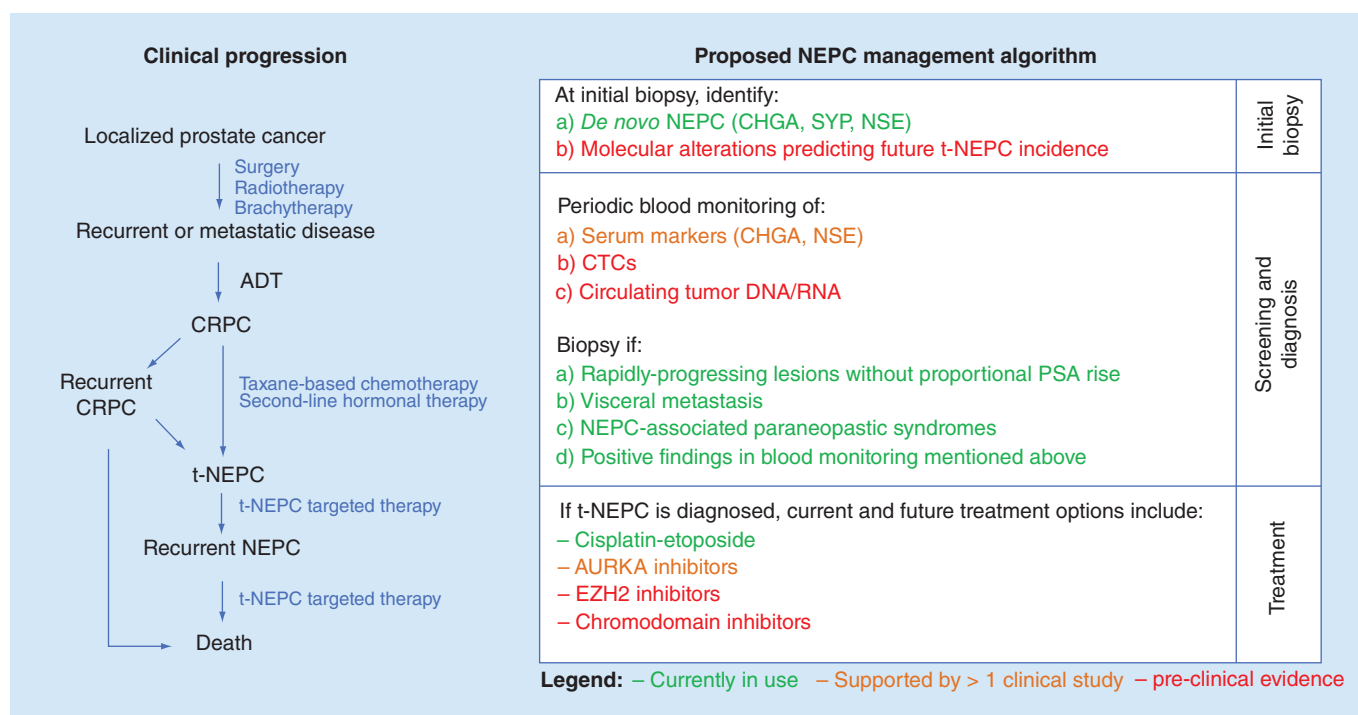 Clinical progression
Localized prostate cancer
Surgery
Radiotherapy
Brachytherapy
Recurrent or metastatic disease
ADT
CRPC
Recurrent
CRPC
Taxane-based chemotherapy
Second-line hormonal therapy
t-NEPC
t-NEPC targeted therapy
Recurrent NEPC
t-NEPC targeted therapy
Death
Proposed NEPC management algorithm
At initial biopsy, identify:
a) De novo NEPC (CHGA, SYP, NSE)
b) Molecular alterations predicting future t-NEPC incidence
Initial
biopsy
Periodic blood monitoring of:
a) Serum markers (CHGA, NSE)
b) CTCs
c) Circulating tumor DNA/RNA
Biopsy if:
a) Rapidly-progressing lesions without proportional PSA rise
b) Visceral metastasis
c) NEPC-associated paraneopastic syndromes
d) Positive findings in blood monitoring mentioned above
Screening and
diagnosis
If t-NEPC is diagnosed, current and future treatment options include:
– Cisplatin-etoposide
– AURKA inhibitors
– EZH2 inhibitors
– Chromodomain inhibitors
Treatment
Legend: – Currently in use – Supported by > 1 clinical study – pre-clinical evidence